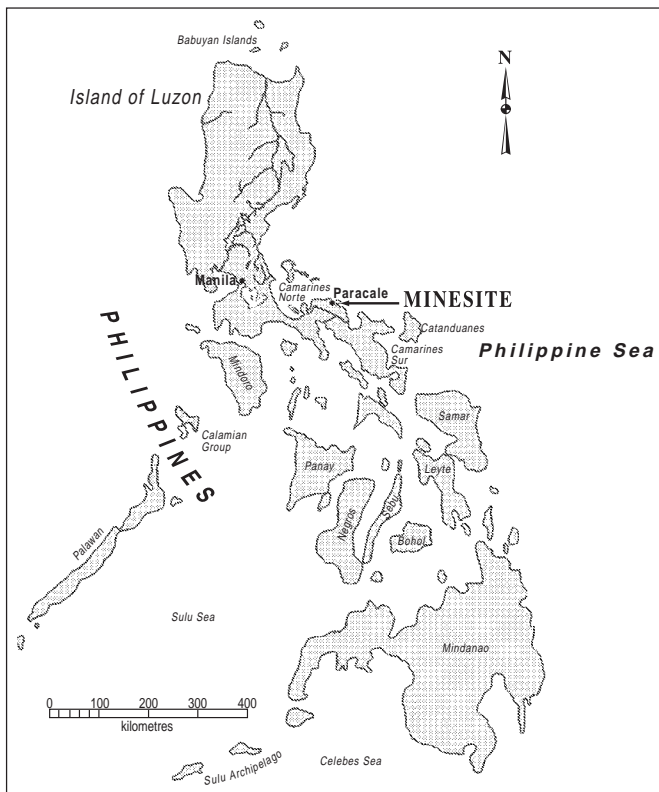 Babuyan Islands
Island of Luzon
N
Manila
Camarines
Norte
Paracale
MINESITE
Catanduanes
Camarines
Sur
Philippine Sea
PHILIPPINES
Mindoro
Calamian
Group
Samar
Panay
Leyte
Negros
Sebu
Bohol
Palawan
Sulu Sea
Mindanao
0 100 200 300 400
kilometres
Sulu Archipelago
Celebes Sea